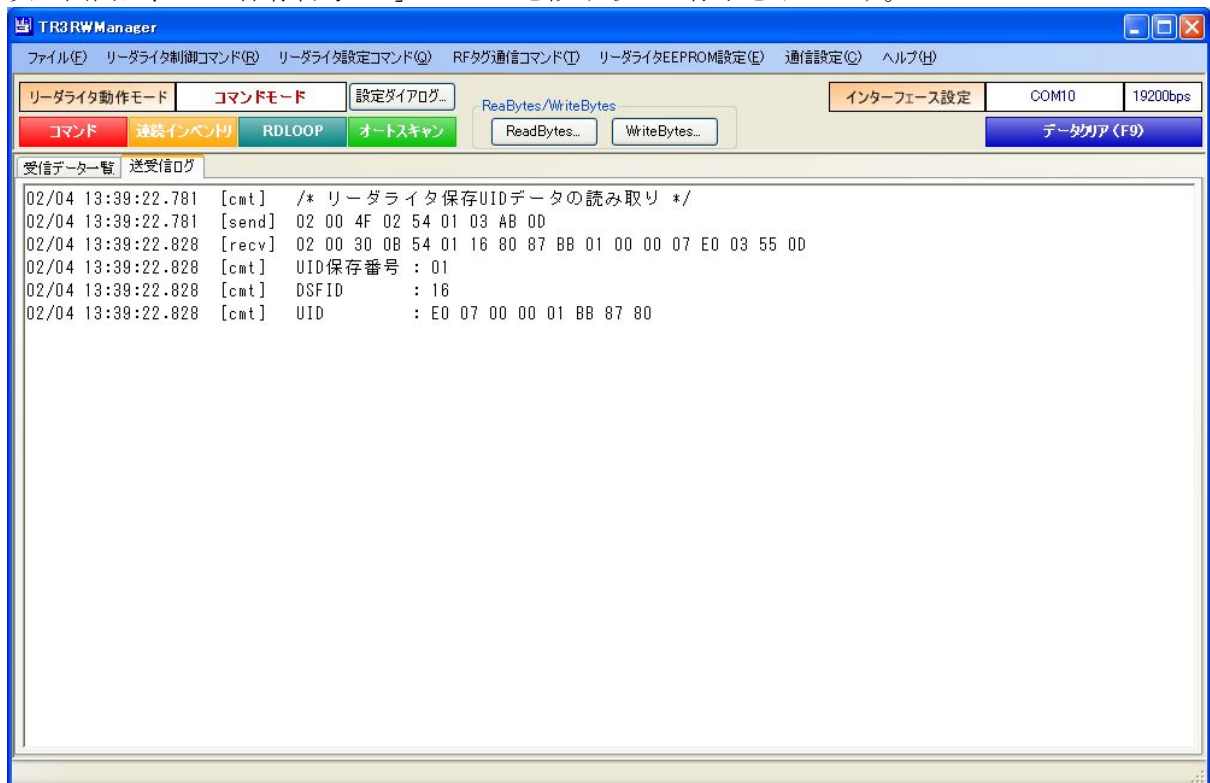 TR3RWManager
ファイル(F) リーダライタ制御コマンド(R) リーダライタ設定コマンド(Q) RFタグ通信コマンド(T) リーダライタEEPROM設定(E) 通信設定(C) ヘルプ(H)
リーダライタ動作モード コマンドモード 設定ダイアログ... ReaBytes/WriteBytes インターフェース設定 COM10 19200bps
コマンド 連続インベントリ RDLOOP オートスキャン ReadBytes... WriteBytes... データクリア(F9)
受信データ一覧 送受信ログ
02/04 13:39:22.781 [cmt] /* リーダライタ保存UIDデータの読み取り */
02/04 13:39:22.781 [send] 02 00 4F 02 54 01 03 AB 0D
02/04 13:39:22.828 [recv] 02 00 30 0B 54 01 16 80 87 BB 01 00 00 07 E0 03 55 0D
02/04 13:39:22.828 [cmt] UID保存番号 : 01
02/04 13:39:22.828 [cmt] DSFID : 16
02/04 13:39:22.828 [cmt] UID : E0 07 00 00 01 BB 87 80